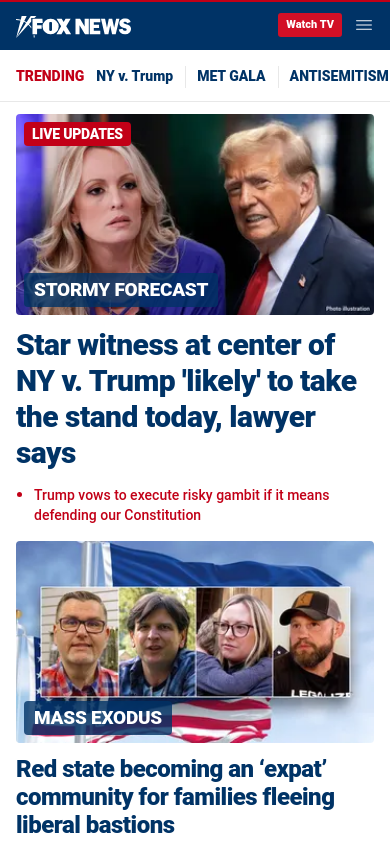 FOX NEWS
Watch TV
TRENDING NY v. Trump MET GALA ANTISEMITISM
LIVE UPDATES
STORMY FORECAST
Photo illustration
Star witness at center of
NY v. Trump 'likely' to take
the stand today, lawyer
says
• Trump vows to execute risky gambit if it means
defending our Constitution
LEGALIZE
MASS EXODUS
Red state becoming an ‘expat’
community for families fleeing
liberal bastions